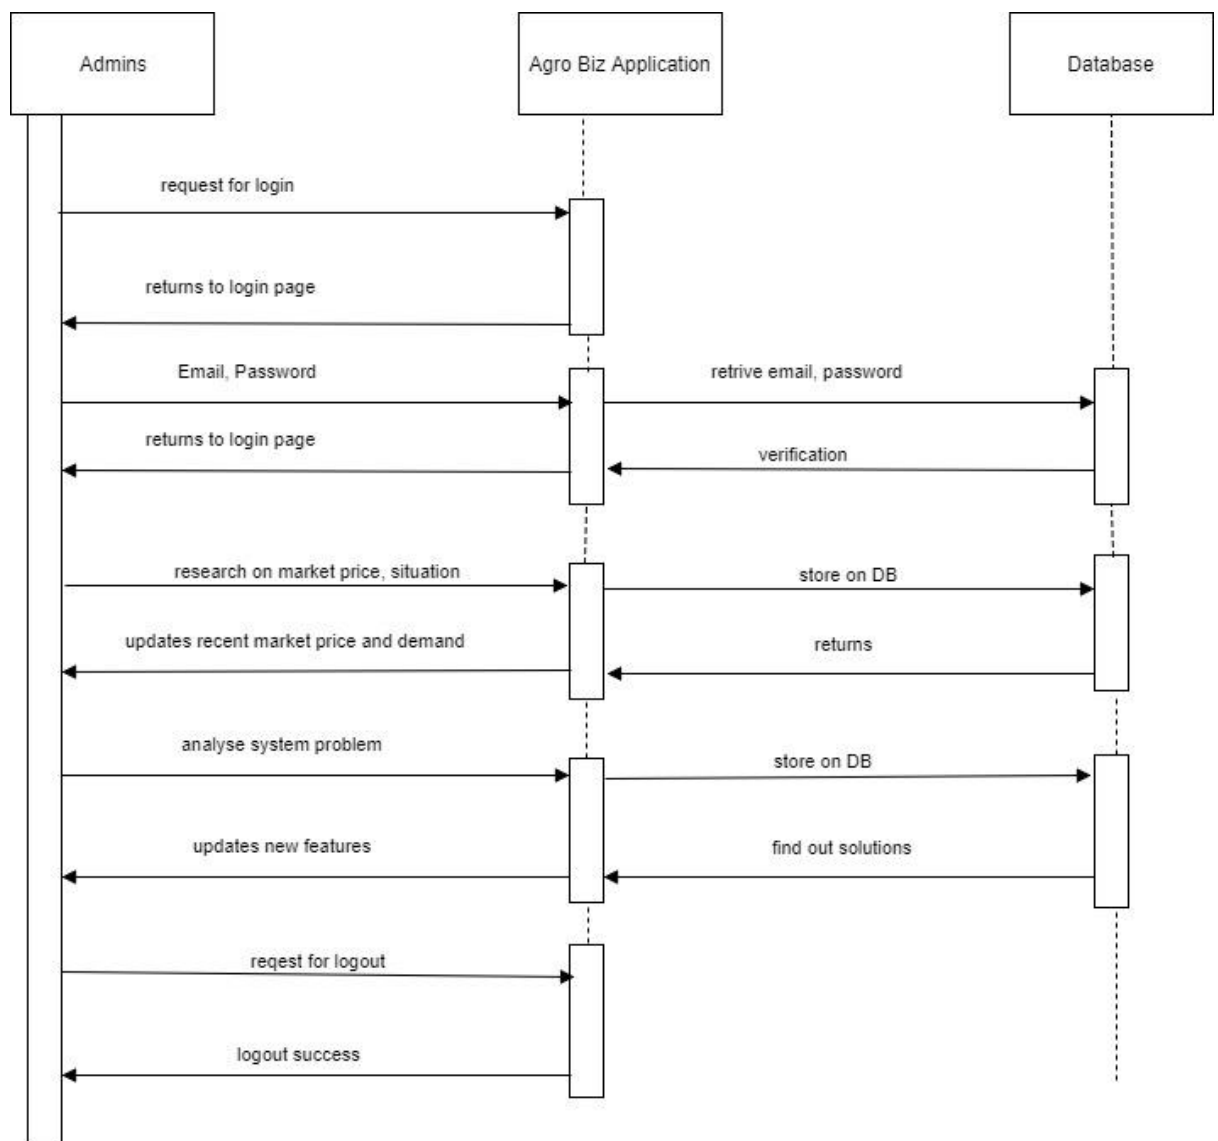 Admins
Agro Biz Application
Database
request for login
returns to login page
Email, Password
retrive email, password
returns to login page
verification
research on market price, situation
store on DB
updates recent market price and demand
returns
analyse system problem
store on DB
updates new features
find out solutions
reqest for logout
logout success